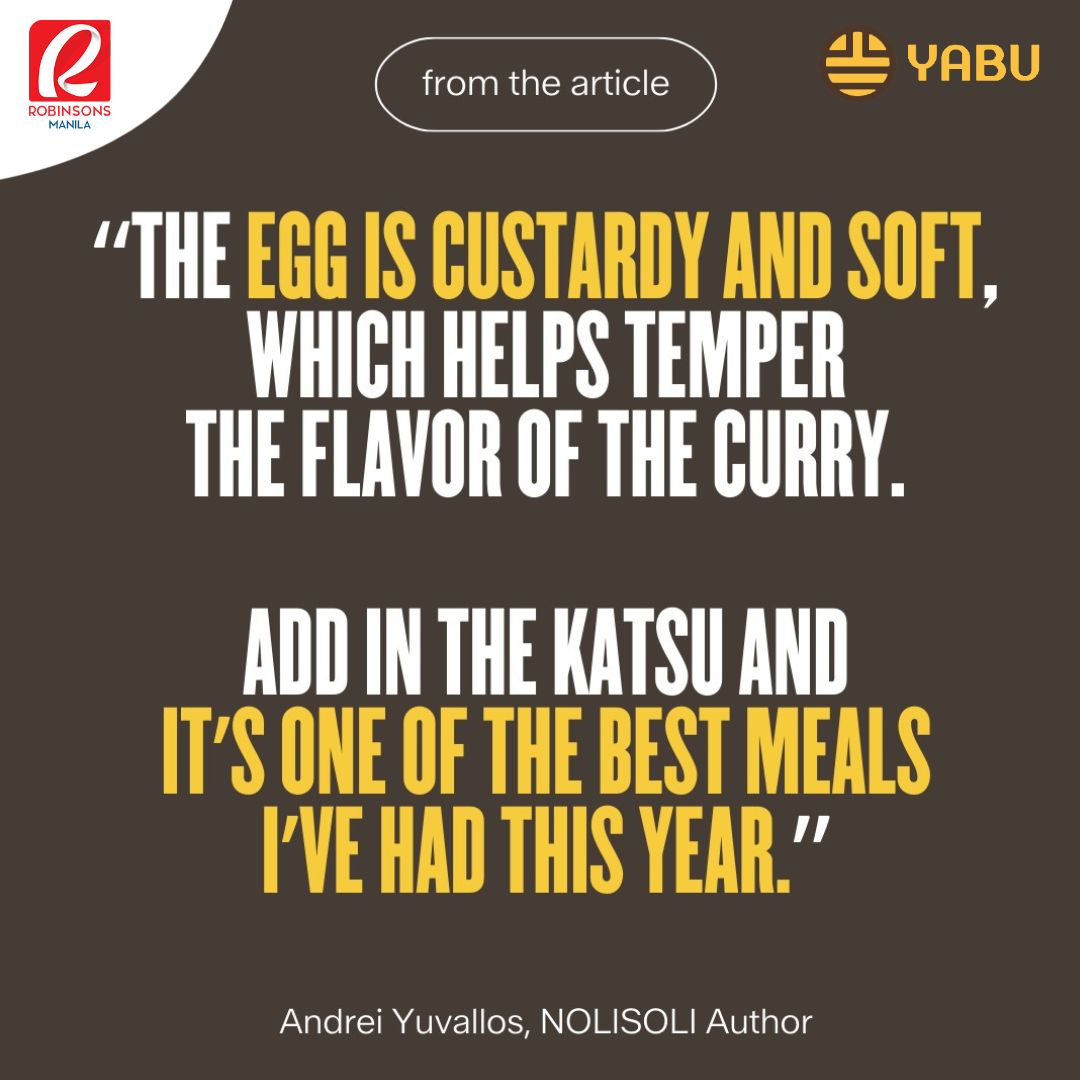 ROBINSONS
MANILA
from the article
YABU
“THE EGG IS CUSTARDY AND SOFT,
WHICH HELPS TEMPER
THE FLAVOR OF THE CURRY.
ADD IN THE KATSU AND
IT’S ONE OF THE BEST MEALS
I’VE HAD THIS YEAR.”
Andrei Yuvallos, NOLISOLI Author